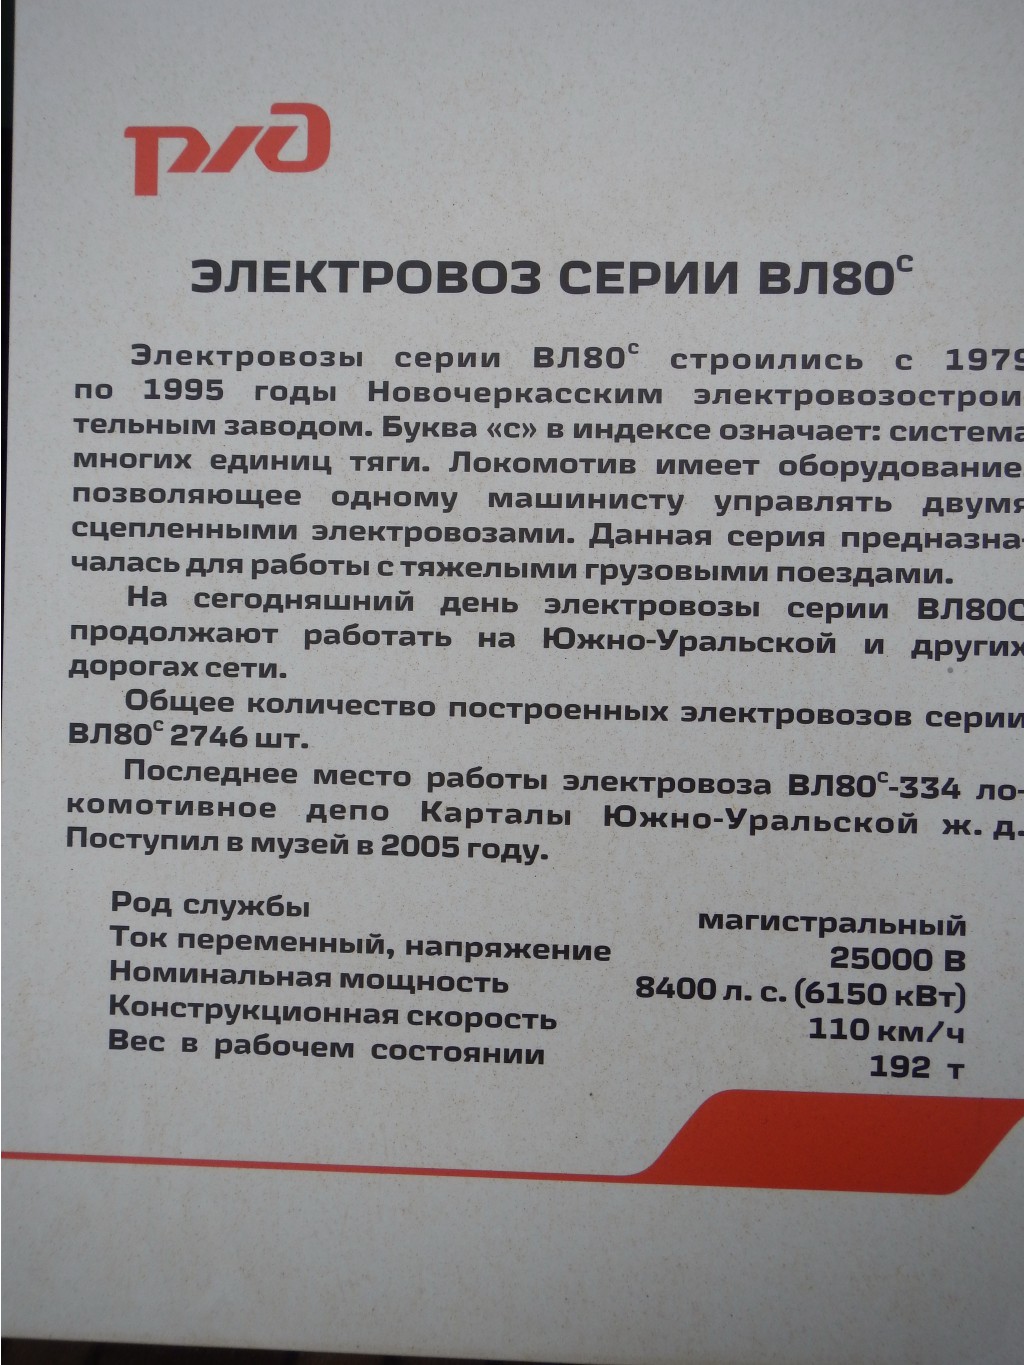 ржд
ЭЛЕКТРОВОЗ СЕРИИ ВЛ80ᶜ
Электровозы серии ВЛ80ᶜ строились с 1979
по 1995 годы Новочеркасским электровозострои-
тельным заводом. Буква «с» в индексе означает: система
многих единиц тяги. Локомотив имеет оборудование,
позволяющее одному машинисту управлять двумя
сцепленными электровозами. Данная серия предназна-
чалась для работы с тяжелыми грузовыми поездами.
На сегодняшний день электровозы серии ВЛ80С
продолжают работать на Южно-Уральской и других
дорогах сети.
Общее количество построенных электровозов серии
ВЛ80ᶜ 2746 шт.
Последнее место работы электровоза ВЛ80ᶜ-334 ло-
комотивное депо Карталы Южно-Уральской ж. д.
Поступил в музей в 2005 году.
Род службы магистральный
Ток переменный, напряжение 25000 В
Номинальная мощность 8400 л. с. (6150 кВт)
Конструкционная скорость 110 км/ч
Вес в рабочем состоянии 192 т